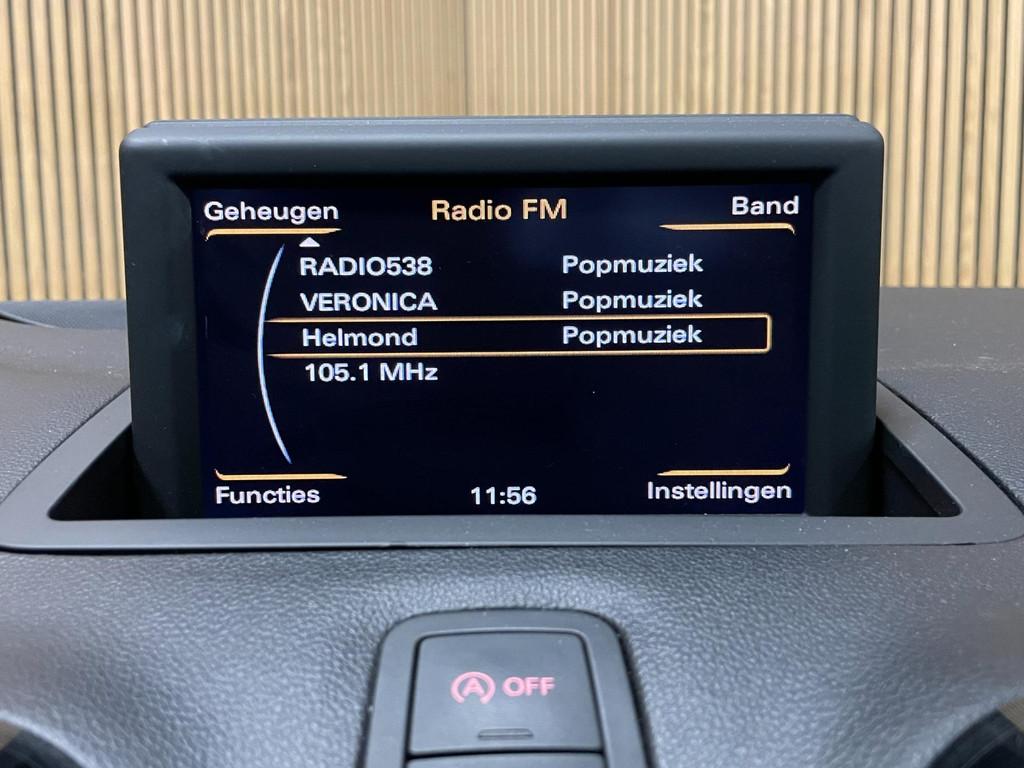 Geheugen Radio FM Band
RADIO538 Popmuziek
VERONICA Popmuziek
Helmond Popmuziek
105.1 MHz
Functies 11:56 Instellingen
A OFF